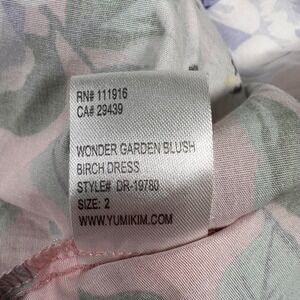 RN# 111916
CA# 29439
WONDER GARDEN BLUSH
BIRCH DRESS
STYLE# DR-19780
SIZE: 2
WWW.YUMIKIM.COM